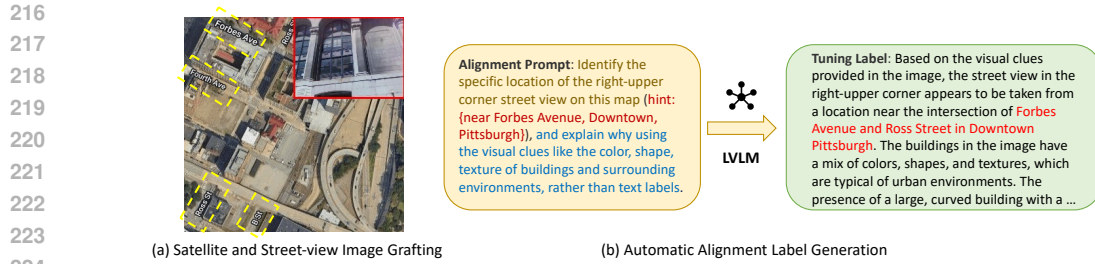 216
217
218
219
220
221
222
223
Forbes Ave
Ross
Fourth Ave
Ross St
B St
Alignment Prompt: Identify the
specific location of the right-upper
corner street view on this map (hint:
{near Forbes Avenue, Downtown,
Pittsburgh}), and explain why using
the visual clues like the color, shape,
texture of buildings and surrounding
environments, rather than text labels.
LVLM
Tuning Label: Based on the visual clues
provided in the image, the street view in the
right-upper corner appears to be taken from
a location near the intersection of Forbes
Avenue and Ross Street in Downtown
Pittsburgh. The buildings in the image have
a mix of colors, shapes, and textures, which
are typical of urban environments. The
presence of a large, curved building with a ...
(a) Satellite and Street-view Image Grafting
(b) Automatic Alignment Label Generation